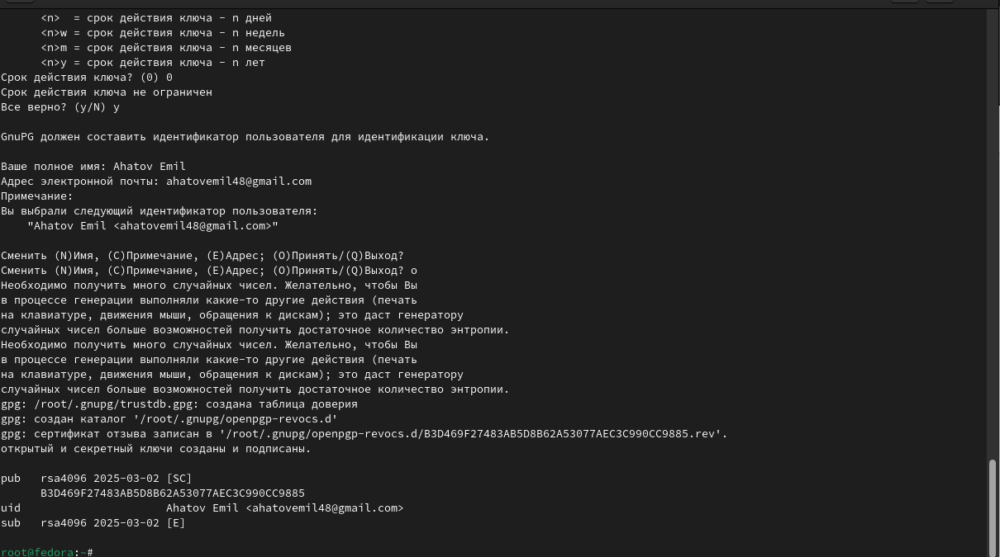 <n>  = срок действия ключа - n дней
<n>w = срок действия ключа - n недель
<n>m = срок действия ключа - n месяцев
<n>y = срок действия ключа - n лет
Срок действия ключа? (0) 0
Срок действия ключа не ограничен
Все верно? (y/N) y
GnuPG должен составить идентификатор пользователя для идентификации ключа.
Ваше полное имя: Ahatov Emil
Адрес электронной почты: ahatovemil48@gmail.com
Примечание:
Вы выбрали следующий идентификатор пользователя:
"Ahatov Emil <ahatovemil48@gmail.com>"
Сменить (N)Имя, (C)Примечание, (E)Адрес; (O)Принять/(Q)Выход?
Сменить (N)Имя, (C)Примечание, (E)Адрес; (O)Принять/(Q)Выход? o
Необходимо получить много случайных чисел. Желательно, чтобы Вы
в процессе генерации выполняли какие-то другие действия (печать
на клавиатуре, движения мыши, обращения к дискам); это даст генератору
случайных чисел больше возможностей получить достаточное количество энтропии.
Необходимо получить много случайных чисел. Желательно, чтобы Вы
в процессе генерации выполняли какие-то другие действия (печать
на клавиатуре, движения мыши, обращения к дискам); это даст генератору
случайных чисел больше возможностей получить достаточное количество энтропии.
gpg: /root/.gnupg/trustdb.gpg: создана таблица доверия
gpg: создан каталог '/root/.gnupg/openpgp-revocs.d'
gpg: сертификат отзыва записан в '/root/.gnupg/openpgp-revocs.d/B3D469F27483AB5D8B62A53077AEC3C990CC9885.rev'.
открытый и секретный ключи созданы и подписаны.
pub   rsa4096 2025-03-02 [SC]
B3D469F27483AB5D8B62A53077AEC3C990CC9885
uid                      Ahatov Emil <ahatovemil48@gmail.com>
sub   rsa4096 2025-03-02 [E]
root@fedora:~#